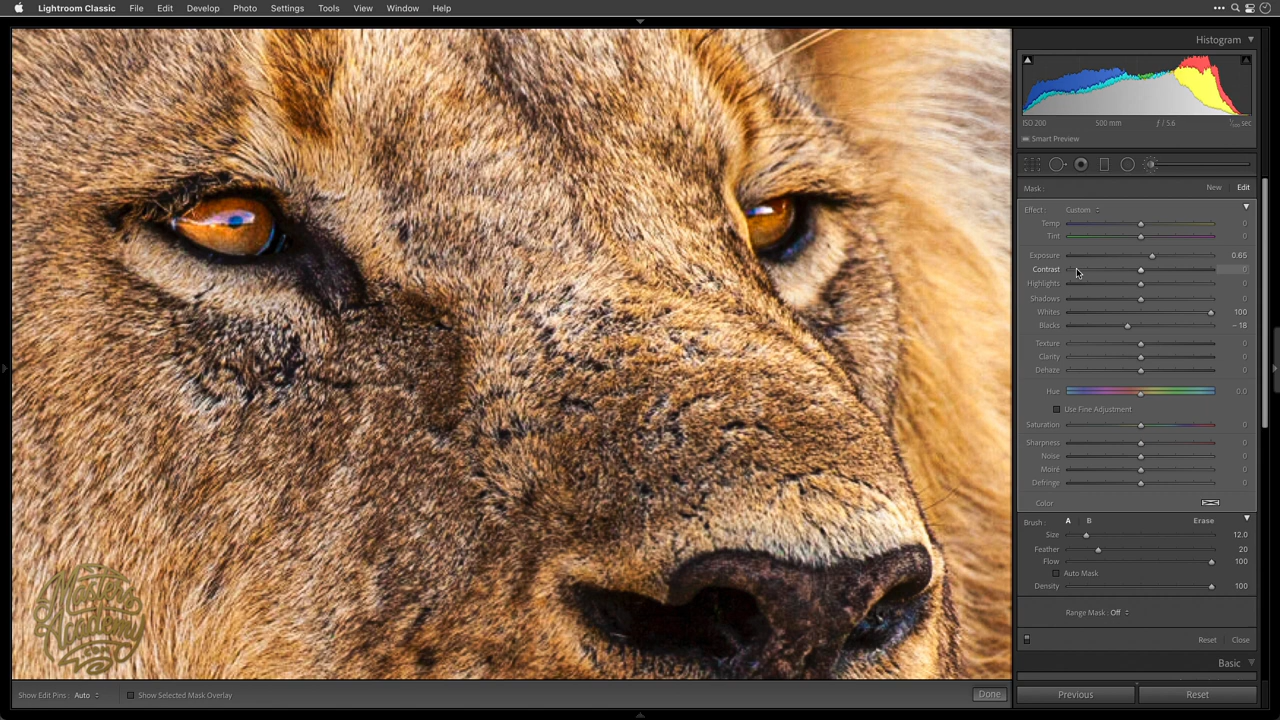 Lightroom Classic File Edit Develop Photo Settings Tools View Window Help
Histogram
ISO 200 500 mm ƒ / 5.6 sec
Smart Preview
Mask : New Edit
Effect : Custom
Temp 0
Tint 0
Exposure 0.65
Contrast 0
Highlights 0
Shadows 0
Whites 100
Blacks – 18
Texture 0
Clarity 0
Dehaze 0
Hue 0.0
Use Fine Adjustment
Saturation 0
Sharpness 0
Noise 0
Moiré 0
Defringe 0
Color
Brush : A B Erase
Size 12.0
Feather 20
Flow 100
Auto Mask
Density 100
Range Mask : Off
Reset Close
Basic
Masters
Academy
Show Edit Pins : Auto Show Selected Mask Overlay Done
Previous Reset